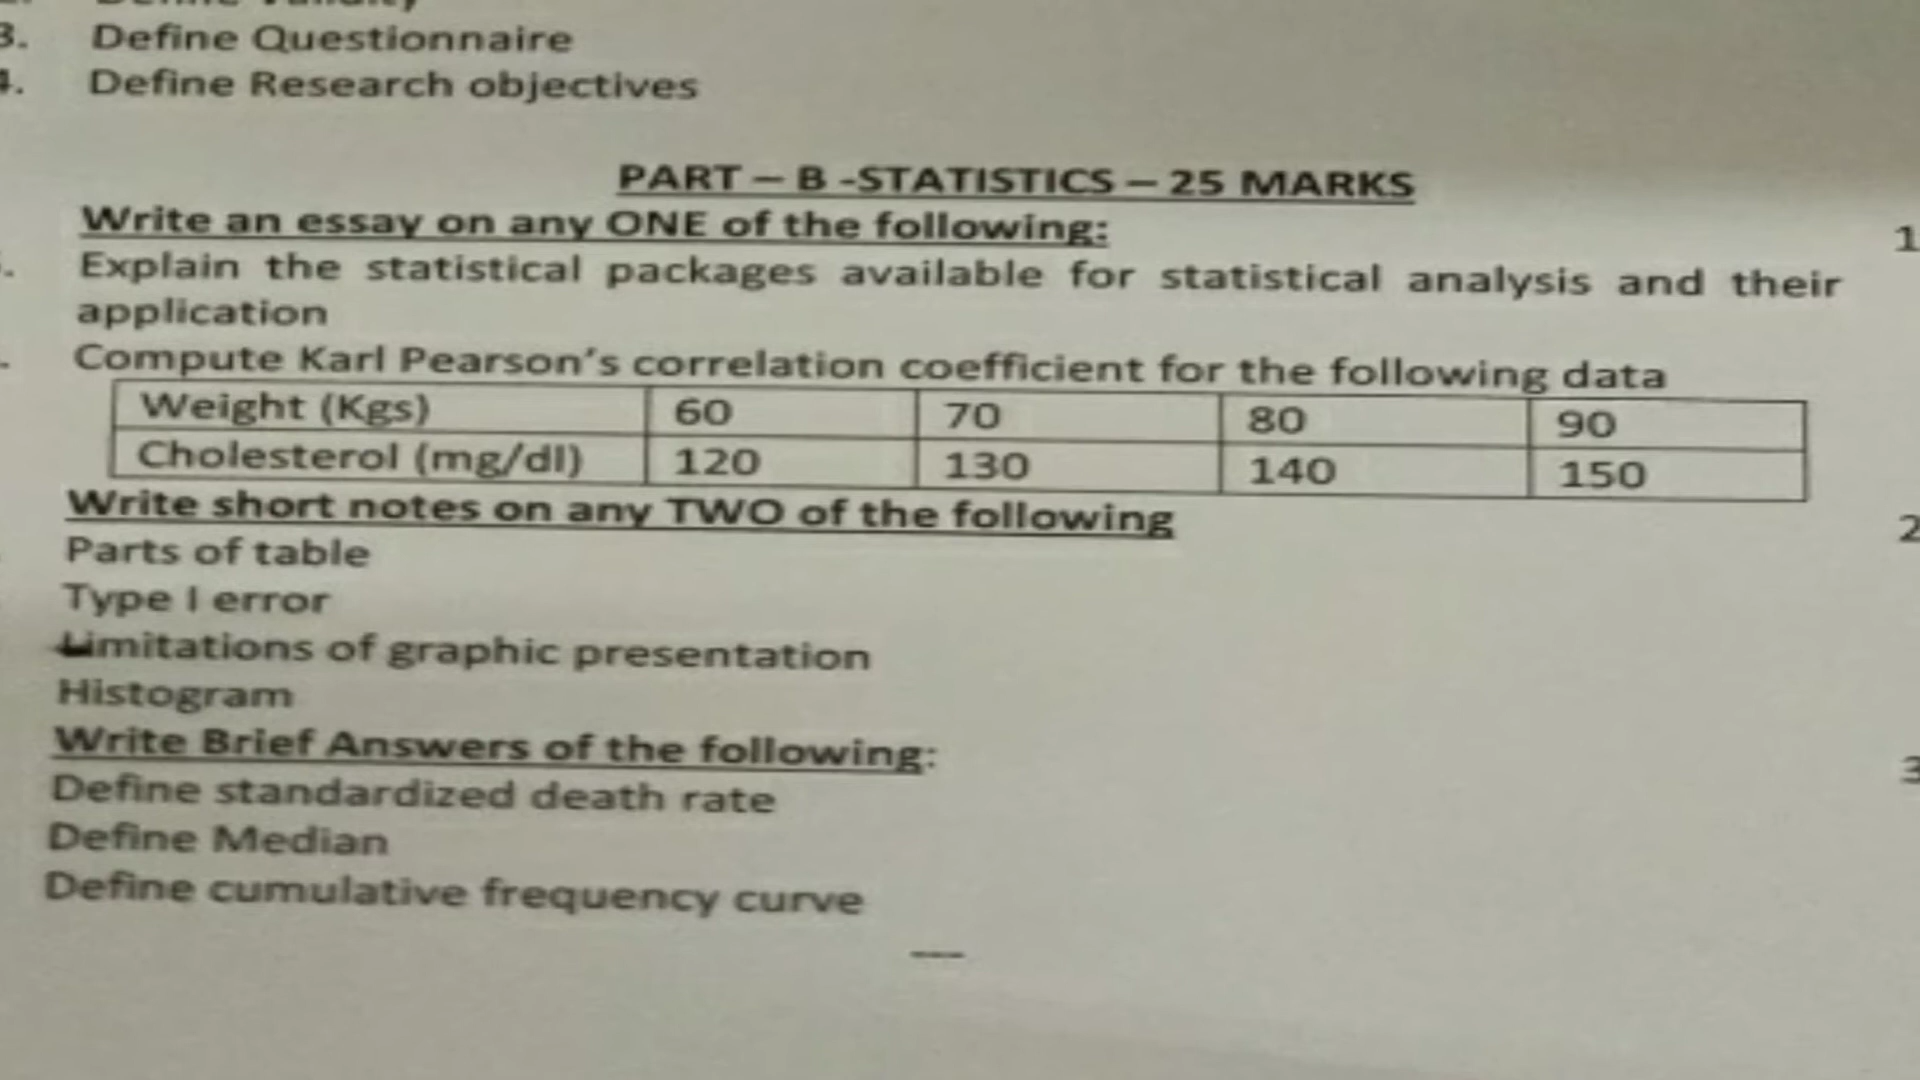 3. Define Questionnaire
4. Define Research objectives
PART – B -STATISTICS – 25 MARKS
Write an essay on any ONE of the following:
Explain the statistical packages available for statistical analysis and their
application
Compute Karl Pearson's correlation coefficient for the following data
Weight (Kgs) 60 70 80 90
Cholesterol (mg/dl) 120 130 140 150
Write short notes on any TWO of the following
Parts of table
Type I error
Limitations of graphic presentation
Histogram
Write Brief Answers of the following:
Define standardized death rate
Define Median
Define cumulative frequency curve